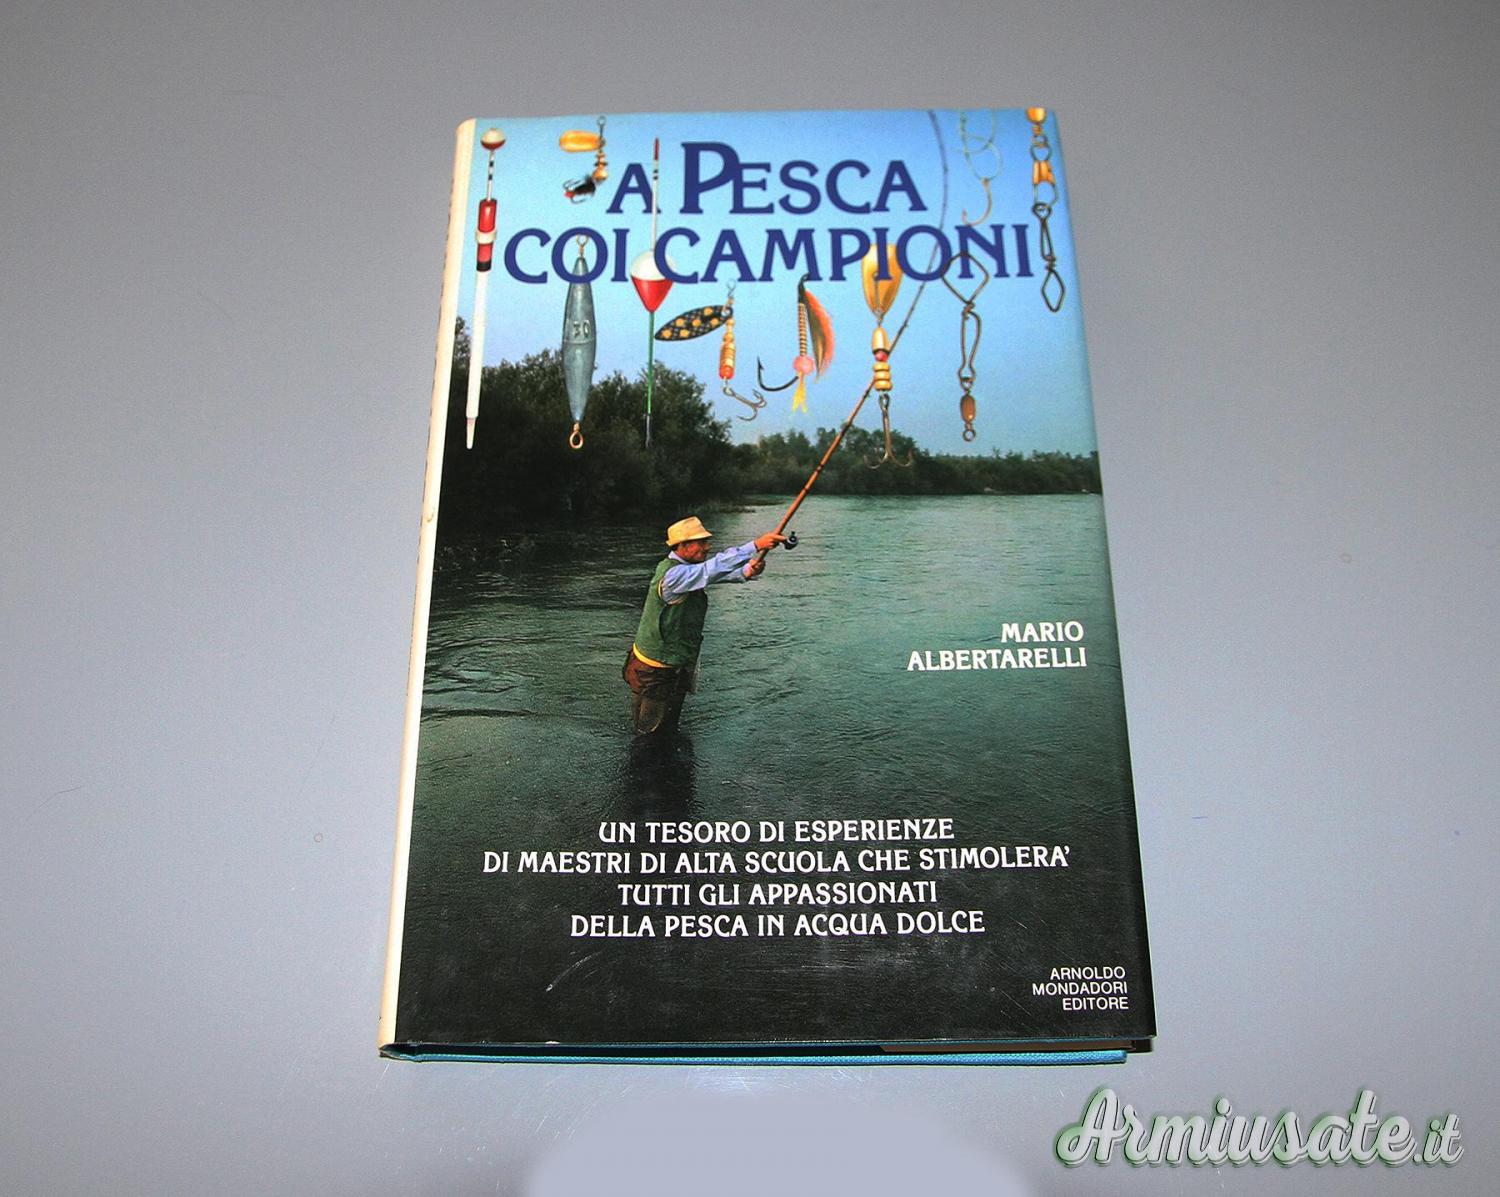 A PESCA
COI CAMPIONI
30
MARIO
ALBERTARELLI
UN TESORO DI ESPERIENZE
DI MAESTRI DI ALTA SCUOLA CHE STIMOLERA'
TUTTI GLI APPASSIONATI
DELLA PESCA IN ACQUA DOLCE
ARNOLDO
MONDADORI
EDITORE
Armiusate.it